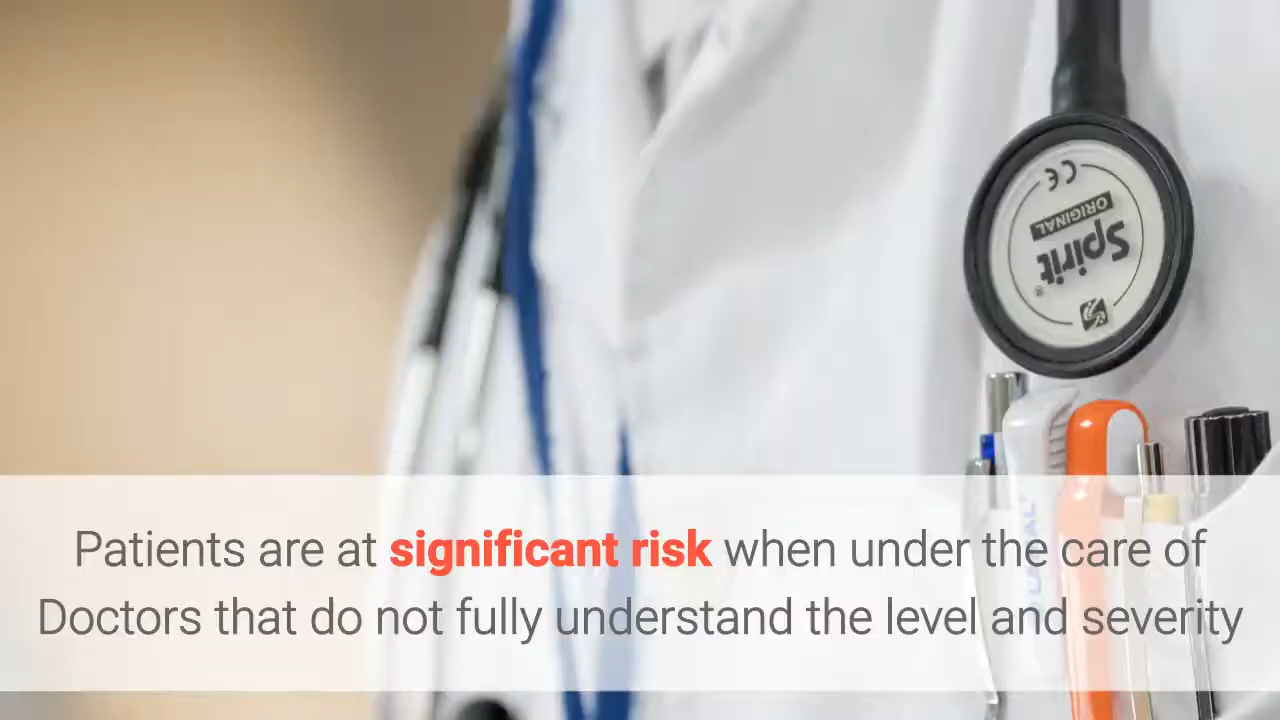 CE
ORIGINAL
Spirit®
Patients are at significant risk when under the care of
Doctors that do not fully understand the level and severity